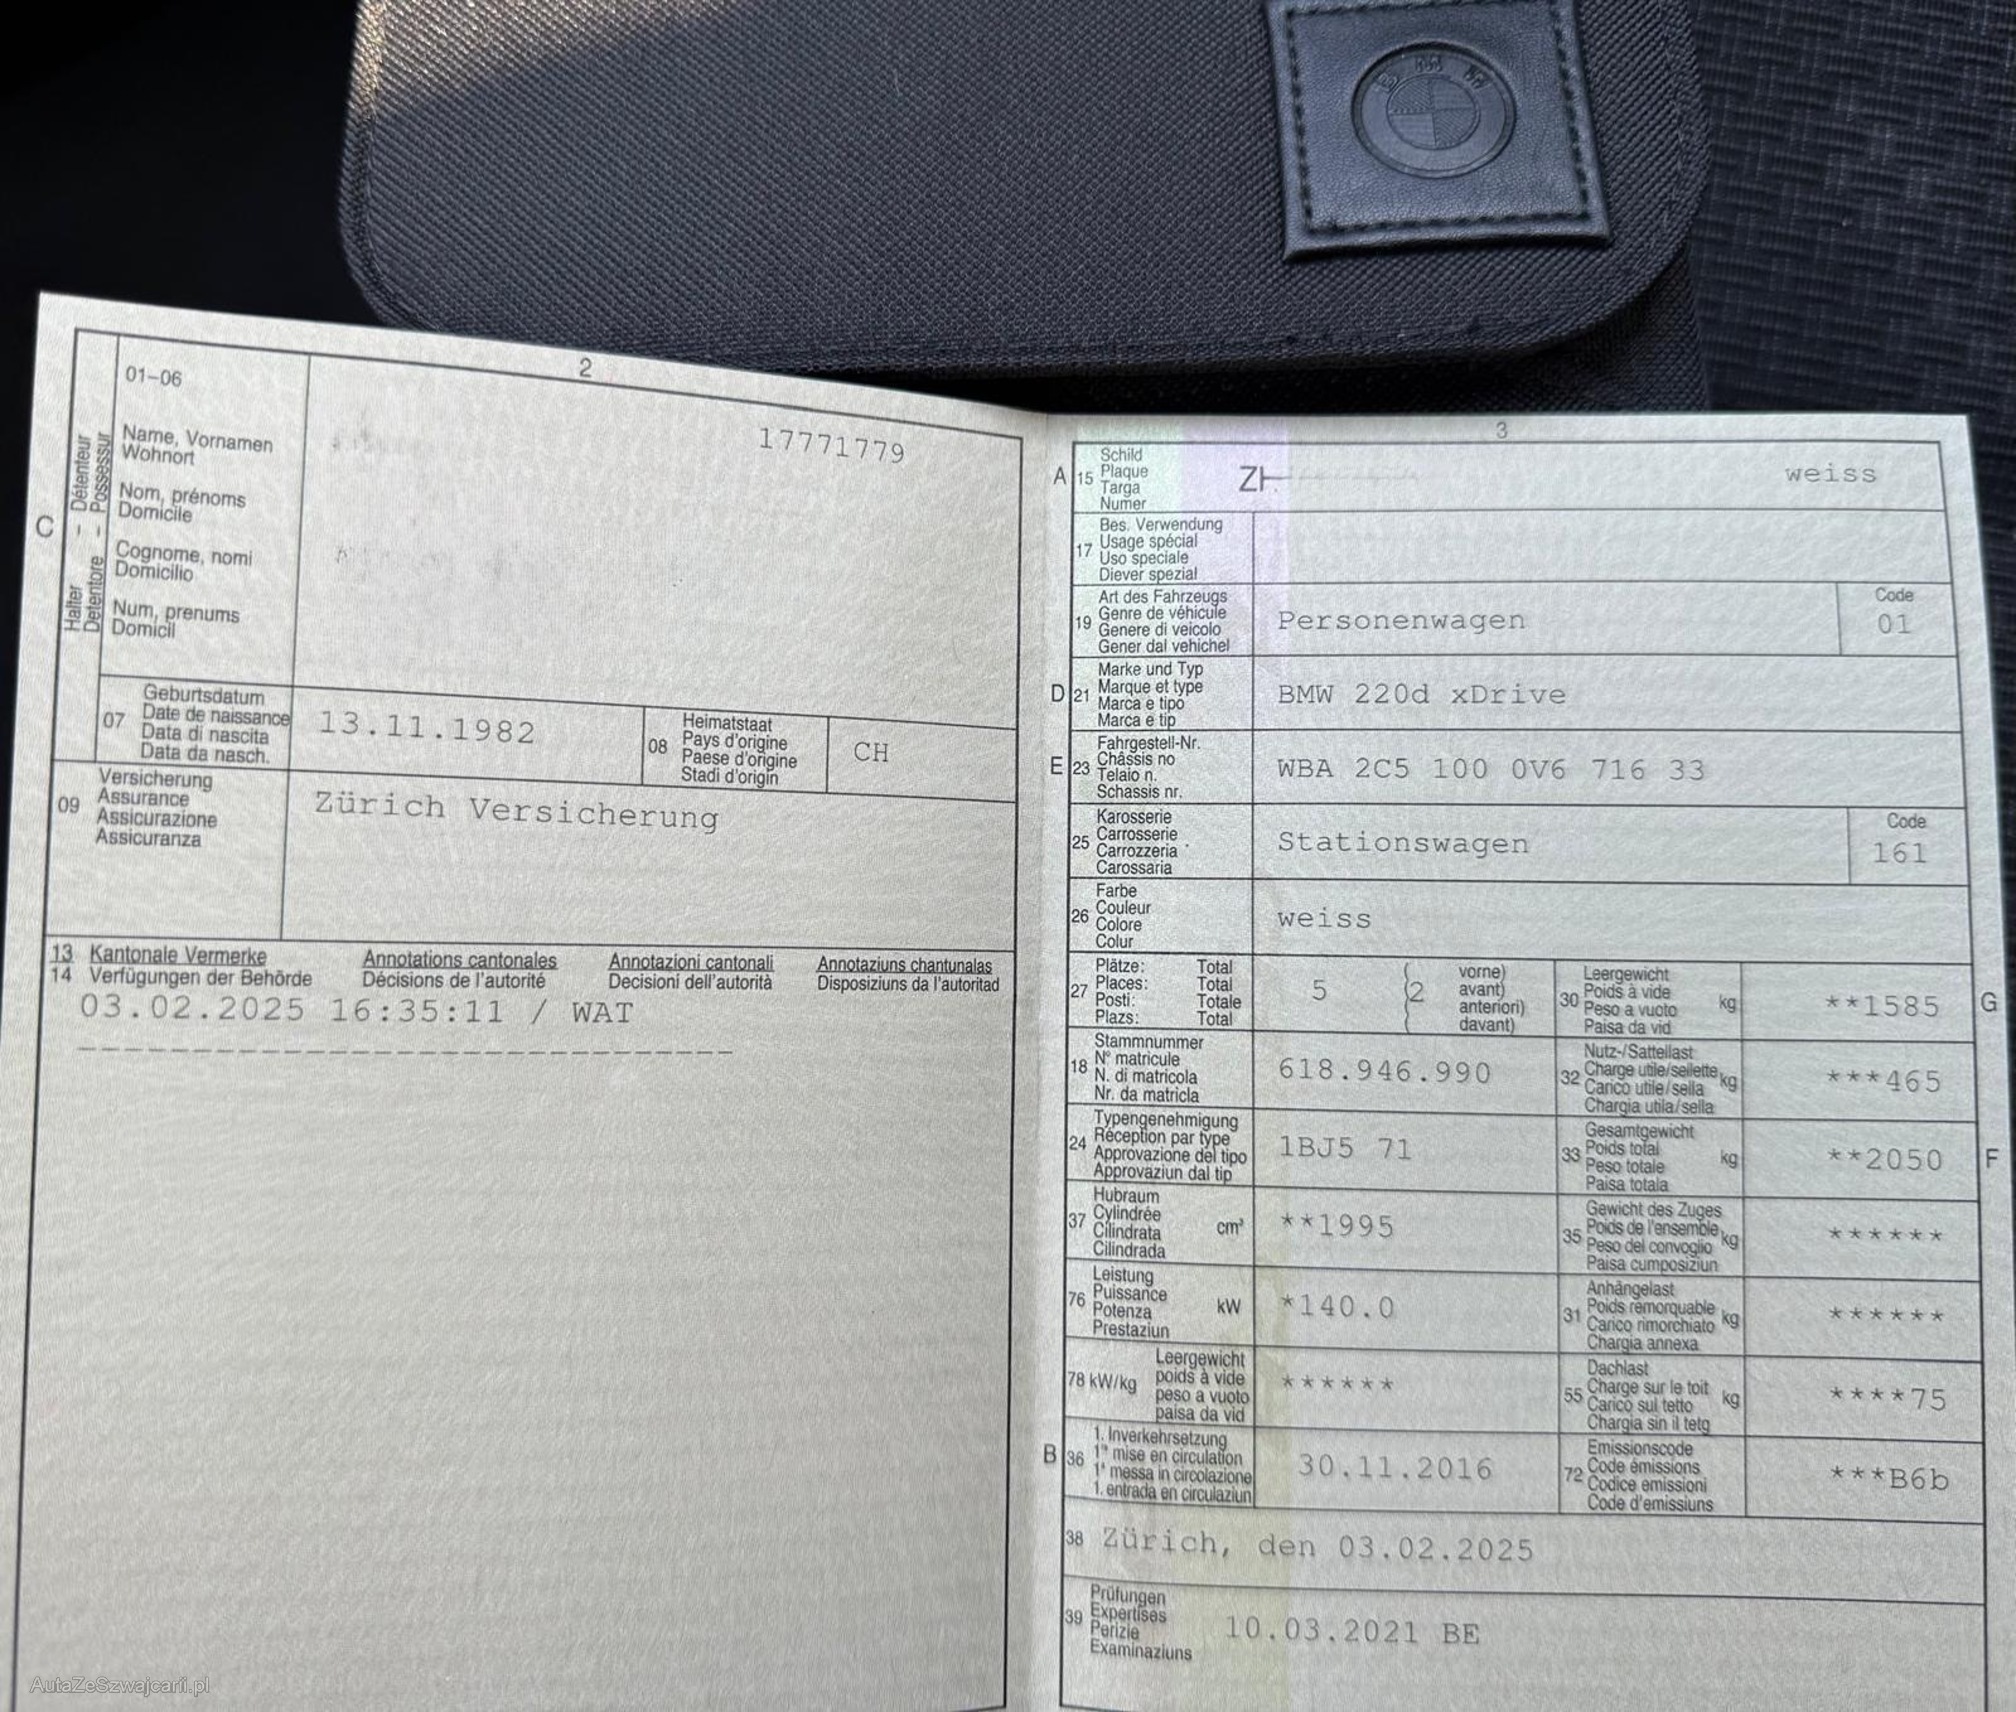 BMW
2
01–06
17771779
Name, Vornamen
Wohnort
Nom, prénoms
Domicile
Cognome, nomi
Domicilio
Num, prenums
Domicil
C
Halter – Détenteur
Detentore – Possessur
07
Geburtsdatum
Date de naissance
Data di nascita
Data da nasch.
13.11.1982
08
Heimatstaat
Pays d'origine
Paese d'origine
Stadi d'origin
CH
09
Versicherung
Assurance
Assicurazione
Assicuranza
Zürich Versicherung
13 Kantonale Vermerke Annotations cantonales Annotazioni cantonali Annotaziuns chantunalas
14 Verfügungen der Behörde Décisions de l'autorité Decisioni dell'autorità Disposiziuns da l'autoritad
03.02.2025 16:35:11 / WAT
AutaZeSzwajcarii.pl
3
A 15
Schild
Plaque
Targa
Numer
ZH
weiss
17
Bes. Verwendung
Usage spécial
Uso speciale
Diever spezial
19
Art des Fahrzeugs
Genre de véhicule
Genere di veicolo
Gener dal vehichel
Personenwagen
Code
01
D 21
Marke und Typ
Marque et type
Marca e tipo
Marca e tip
BMW 220d xDrive
E 23
Fahrgestell-Nr.
Châssis no
Telaio n.
Schassis nr.
WBA 2C5 100 0V6 716 33
25
Karosserie
Carrosserie
Carrozzeria
Carossaria
Stationswagen
Code
161
26
Farbe
Couleur
Colore
Colur
weiss
27
Plätze: Total
Places: Total
Posti: Totale
Plazs: Total
5
(2
vorne)
avant)
anteriori)
davant)
30
Leergewicht
Poids à vide
Peso a vuoto
Paisa da vid
kg
**1585
G
18
Stammnummer
N° matricule
N. di matricola
Nr. da matricla
618.946.990
32
Nutz-/Sattellast
Charge utile/sellette
Carico utile/sella
Chargia utila/sella
kg
***465
24
Typengenehmigung
Réception par type
Approvazione del tipo
Approvaziun dal tip
1BJ5 71
33
Gesamtgewicht
Poids total
Peso totale
Paisa totala
kg
**2050
F
37
Hubraum
Cylindrée
Cilindrata
Cilindrada
cm³
**1995
35
Gewicht des Zuges
Poids de l'ensemble
Peso del convoglio
Paisa cumposiziun
kg
******
76
Leistung
Puissance
Potenza
Prestaziun
kW
*140.0
31
Anhängelast
Poids remorquable
Carico rimorchiato
Chargia annexa
kg
******
78 kW/kg
Leergewicht
poids à vide
peso a vuoto
paisa da vid
******
55
Dachlast
Charge sur le toit
Carico sul tetto
Chargia sin il tetg
kg
****75
B 36
1. Inverkehrsetzung
1re mise en circulation
1a messa in circolazione
1. entrada en circulaziun
30.11.2016
72
Emissionscode
Code émissions
Codice emissioni
Code d'emissiuns
***B6b
38 Zürich, den 03.02.2025
39
Prüfungen
Expertises
Perizie
Examinaziuns
10.03.2021 BE